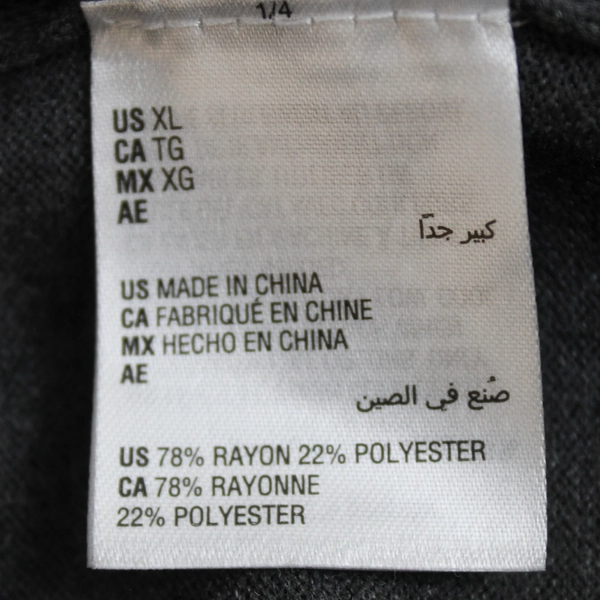 1/4
US XL
CA TG
MX XG
AE
كبير جدًا
US MADE IN CHINA
CA FABRIQUÉ EN CHINE
MX HECHO EN CHINA
AE
صُنع في الصين
US 78% RAYON 22% POLYESTER
CA 78% RAYONNE
22% POLYESTER